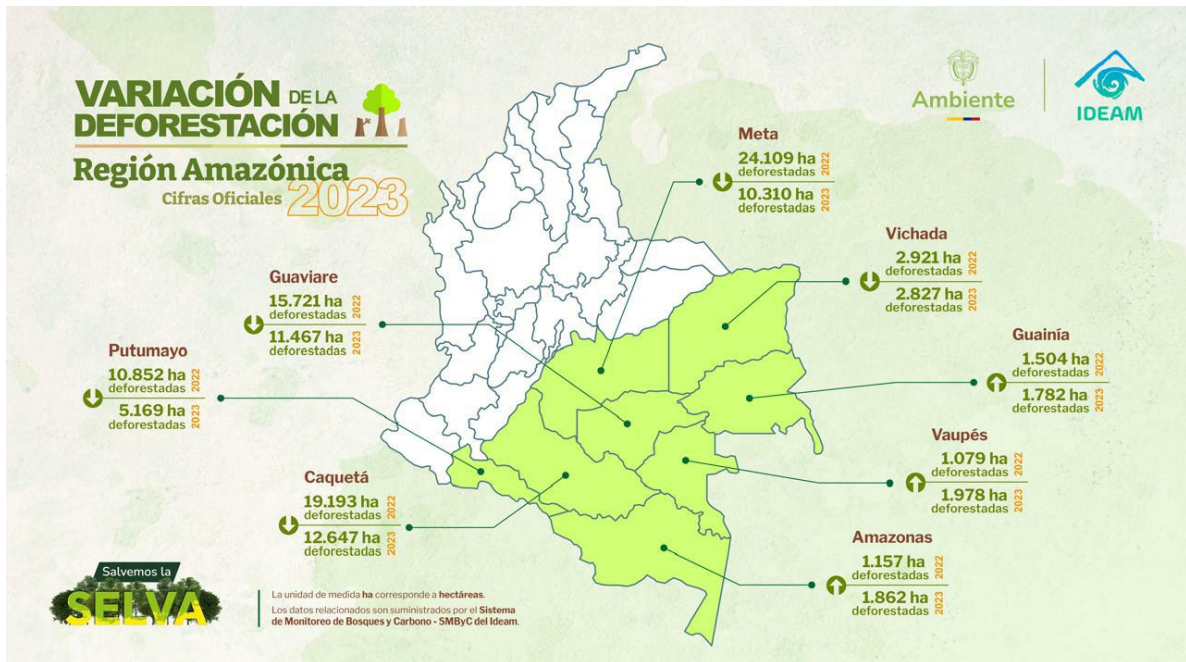 VARIACIÓN DE LA
DEFORESTACIÓN
Región Amazónica
Cifras Oficiales 2023
Ambiente
IDEAM
Meta
24.109 ha
deforestadas 2022
10.310 ha
deforestadas 2023
Vichada
2.921 ha
deforestadas 2022
2.827 ha
deforestadas 2023
Guaviare
15.721 ha
deforestadas 2022
11.467 ha
deforestadas 2023
Guainía
1.504 ha
deforestadas 2022
1.782 ha
deforestadas 2023
Putumayo
10.852 ha
deforestadas 2022
5.169 ha
deforestadas 2023
Vaupés
1.079 ha
deforestadas 2022
1.978 ha
deforestadas 2023
Caquetá
19.193 ha
deforestadas 2022
12.647 ha
deforestadas 2023
Amazonas
1.157 ha
deforestadas 2022
1.862 ha
deforestadas 2023
Salvemos la
SELVA
La unidad de medida ha corresponde a hectáreas.
Los datos relacionados son suministrados por el Sistema
de Monitoreo de Bosques y Carbono - SMByC del Ideam.